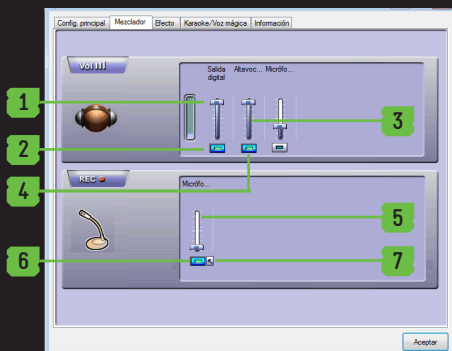 Config. principal Mezclador Efecto Karaoke/Voz mágica Información
Vol
Salida digital Altavoc... Micrófo...
1
3
2
4
REC
Micrófo...
5
6
7
Aceptar